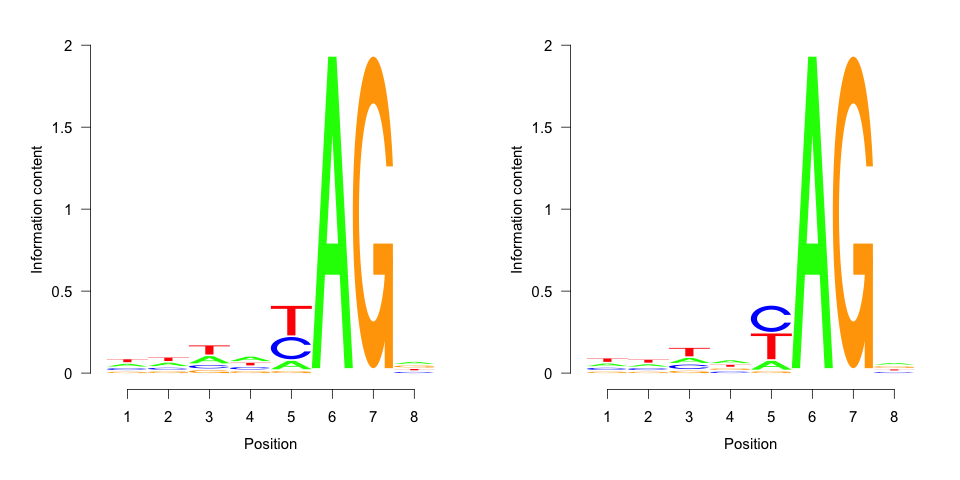 2
1.5
1
0.5
0
Information content
T T T A T A G A
A A A T C G
C C C C A T
G G G G G C
1 2 3 4 5 6 7 8
Position
2
1.5
1
0.5
0
Information content
T T T A C A G A
A A A T T G
C C C G A T
G G G C G C
1 2 3 4 5 6 7 8
Position